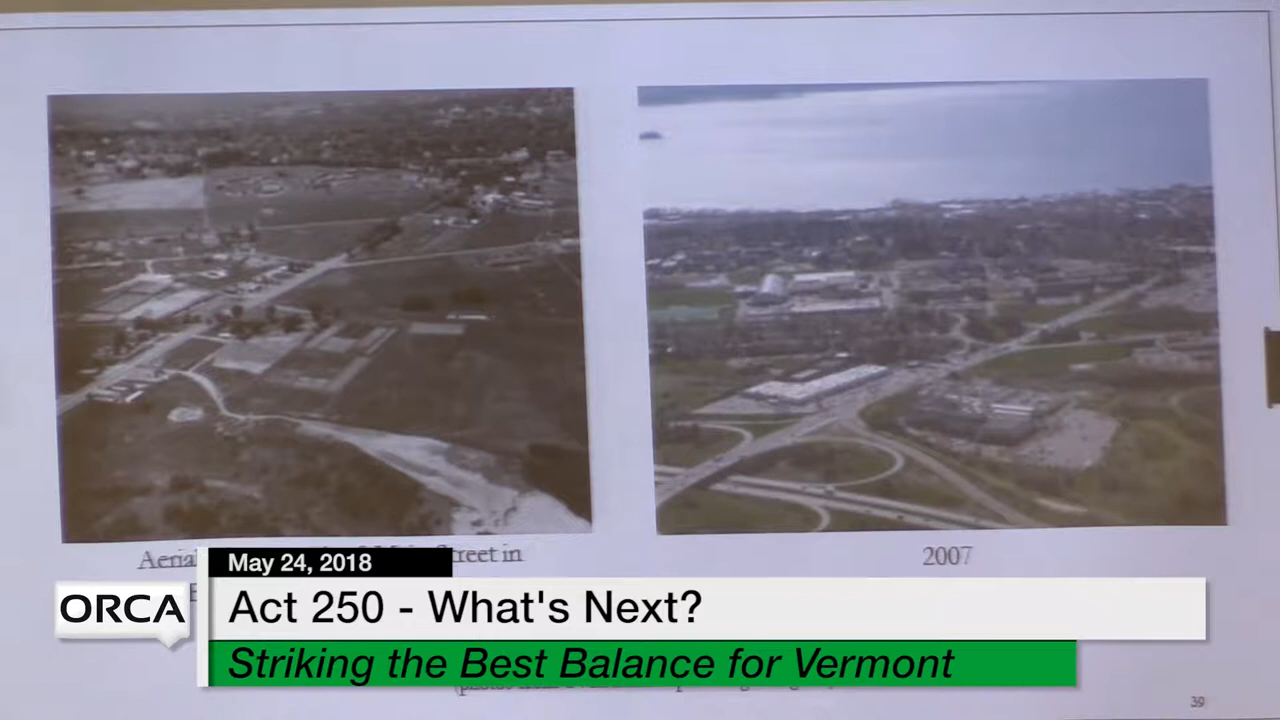 Aerial
Street in
2007
May 24, 2018
ORCA
Act 250 - What's Next?
Striking the Best Balance for Vermont
39